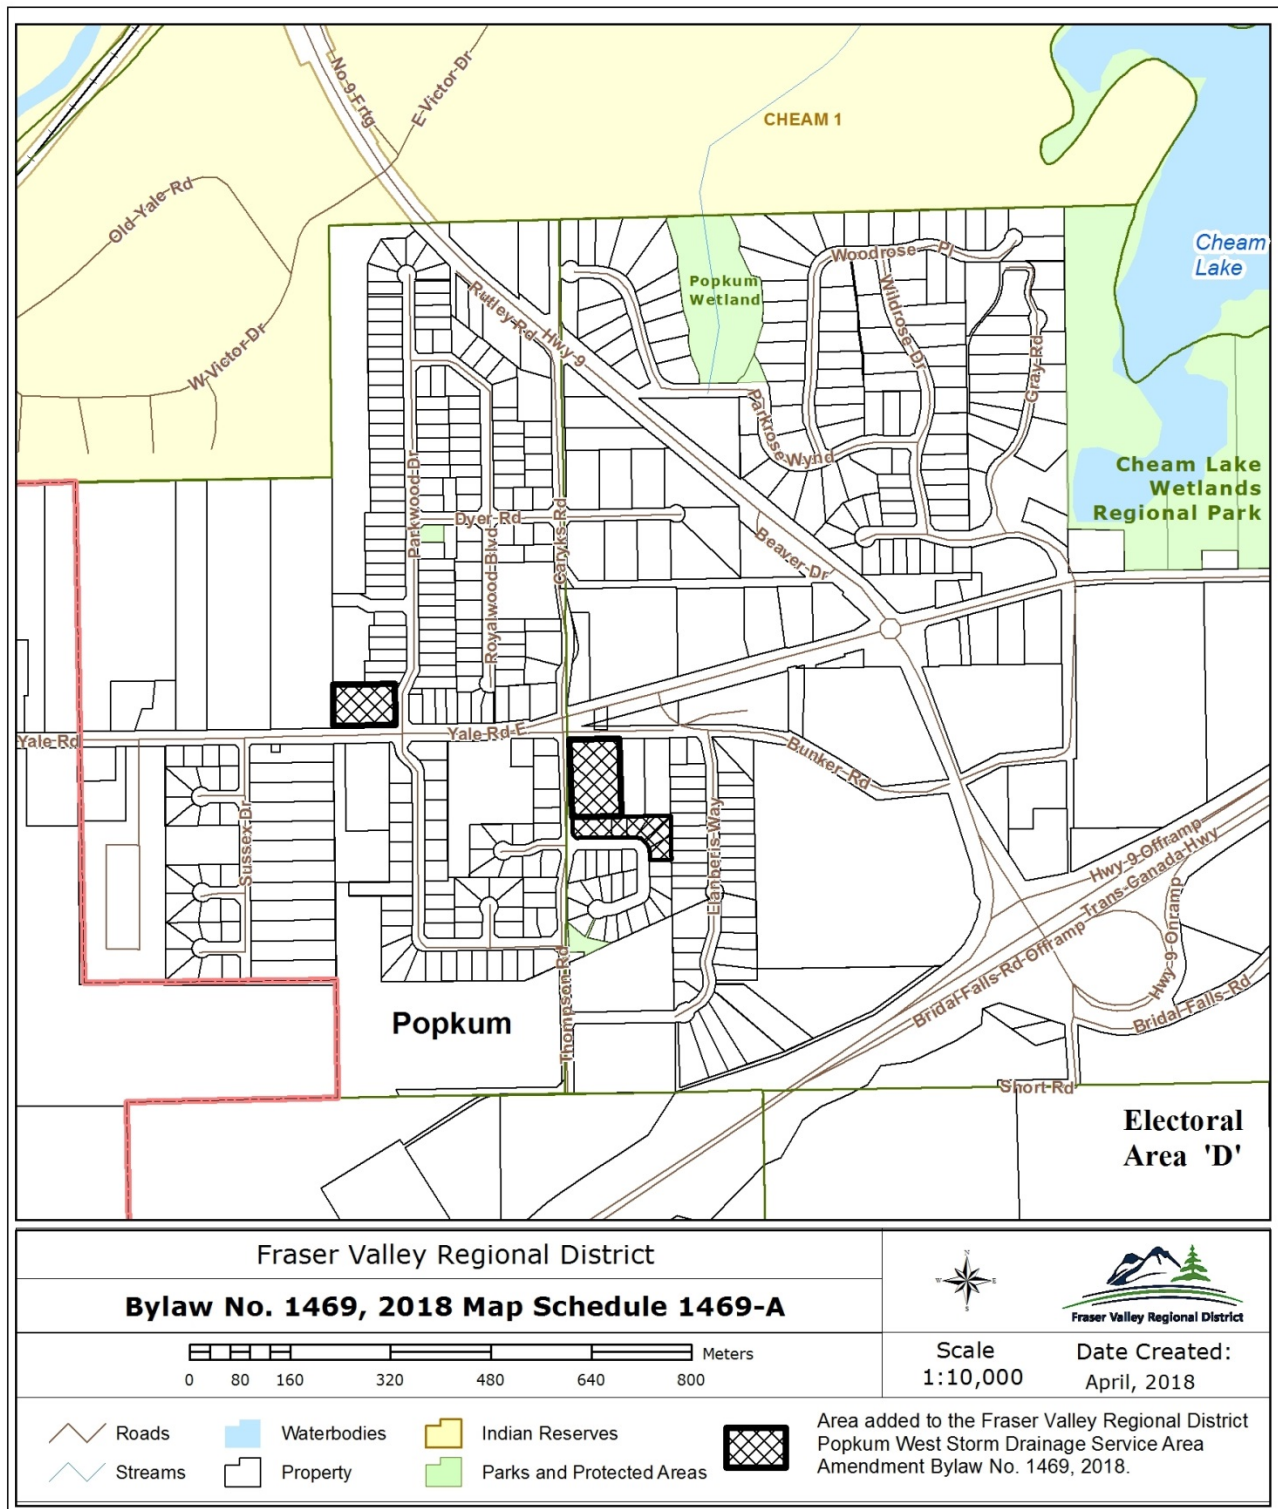 No 9 Frtg
E Victor Dr
CHEAM 1
Old Yale Rd
Cheam
Lake
Woodrose Pl
Popkum
Wetland
Rutley Rd
Hwy 9
Wildrose Dr
W Victor Dr
Gray Rd
Parkrose Wynd
Parkwood Dr
Cheam Lake
Wetlands
Regional Park
Dyer Rd
Caryks Rd
Royalwood Blvd
Beaver Dr
Yale Rd
Yale Rd E
Bunker Rd
Sussex Dr
Llanberis Way
Hwy 9 Offramp
Trans Canada Hwy
Bridal Falls Rd Offramp
Hwy 9 Onramp
Bridal Falls Rd
Popkum
Thompson Rd
Short Rd
Electoral
Area 'D'
Fraser Valley Regional District
Bylaw No. 1469, 2018 Map Schedule 1469-A
N
W E
S
Fraser Valley Regional District
Meters
0 80 160 320 480 640 800
Scale
1:10,000
Date Created:
April, 2018
Roads
Waterbodies
Indian Reserves
Streams
Property
Parks and Protected Areas
Area added to the Fraser Valley Regional District
Popkum West Storm Drainage Service Area
Amendment Bylaw No. 1469, 2018.